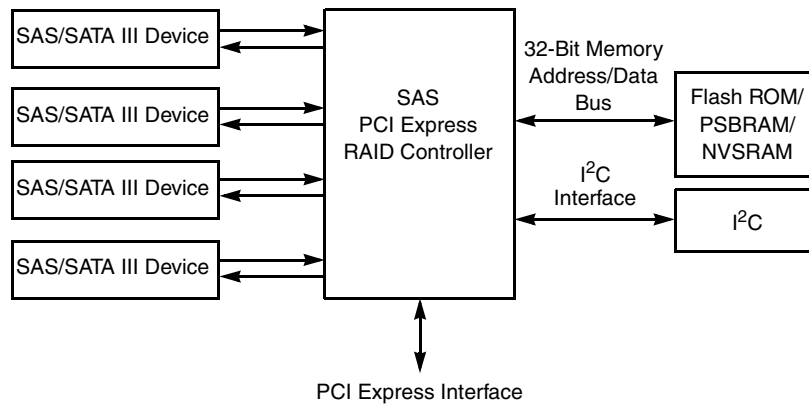 SAS/SATA III Device
SAS/SATA III Device
SAS/SATA III Device
SAS/SATA III Device
SAS
PCI Express
RAID Controller
32-Bit Memory
Address/Data
Bus
I²C
Interface
Flash ROM/
PSBRAM/
NVSRAM
I²C
PCI Express Interface